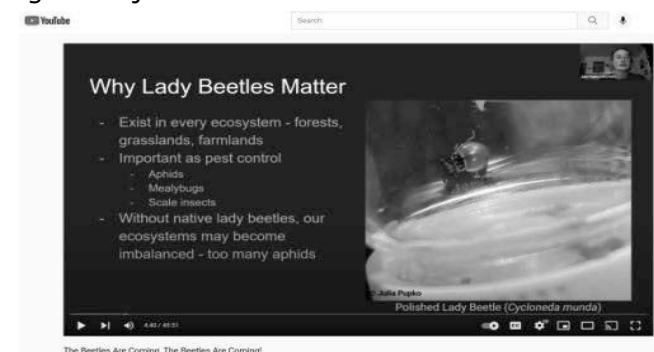 YouTube
Search
Why Lady Beetles Matter
- Exist in every ecosystem - forests,
grasslands, farmlands
- Important as pest control
- Aphids
- Mealybugs
- Scale insects
- Without native lady beetles, our
ecosystems may become
imbalanced - too many aphids
© Julia Pupko
Polished Lady Beetle (Cycloneda munda)
The Beetles Are Coming, The Beetles Are Coming!